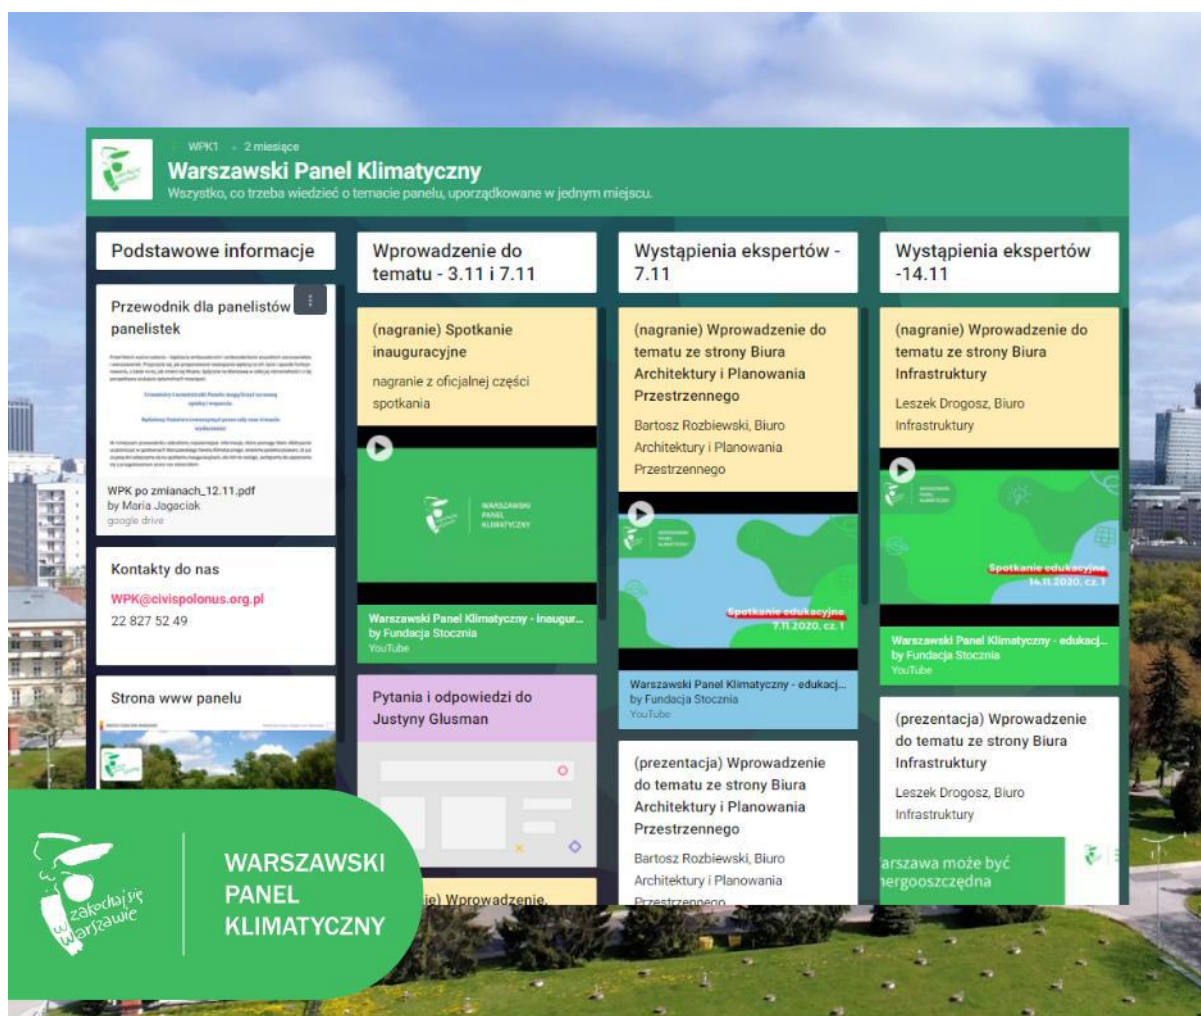 WPK1 • 2 miesiące
Warszawski Panel Klimatyczny
Wszystko, co trzeba wiedzieć o temacie panelu, uporządkowane w jednym miejscu.
Podstawowe informacje
Przewodnik dla panelistów
panelistek
WPK po zmianach_12.11.pdf
by Maria Jagaciak
google drive
Kontakty do nas
WPK@civispolonus.org.pl
22 827 52 49
Strona www panelu
Wprowadzenie do
tematu - 3.11 i 7.11
(nagranie) Spotkanie
inauguracyjne
nagranie z oficjalnej części
spotkania
WARSZAWSKI
PANEL
KLIMATYCZNY
Warszawski Panel Klimatyczny - Inaugur...
by Fundacja Stocznia
YouTube
Pytania i odpowiedzi do
Justyny Glusman
ie) Wprowadzenie.
Wystąpienia ekspertów -
7.11
(nagranie) Wprowadzenie do
tematu ze strony Biura
Architektury i Planowania
Przestrzennego
Bartosz Rozbiewski, Biuro
Architektury i Planowania
Przestrzennego
Spotkanie edukacyjne
7.11.2020, cz. 1
Warszawski Panel Klimatyczny - edukacj...
by Fundacja Stocznia
YouTube
(prezentacja) Wprowadzenie
do tematu ze strony Biura
Architektury i Planowania
Przestrzennego
Bartosz Rozbiewski, Biuro
Architektury i Planowania
Przestrzennego
Wystąpienia ekspertów
-14.11
(nagranie) Wprowadzenie do
tematu ze strony Biura
Infrastruktury
Leszek Drogosz, Biuro
Infrastruktury
Spotkanie edukacyjne
14.11.2020, cz. 1
Warszawski Panel Klimatyczny - edukacj...
by Fundacja Stocznia
YouTube
(prezentacja) Wprowadzenie
do tematu ze strony Biura
Infrastruktury
Leszek Drogosz, Biuro
Infrastruktury
arszawa może być
nergooszczędna
zakochaj się
w Warszawie
WARSZAWSKI
PANEL
KLIMATYCZNY